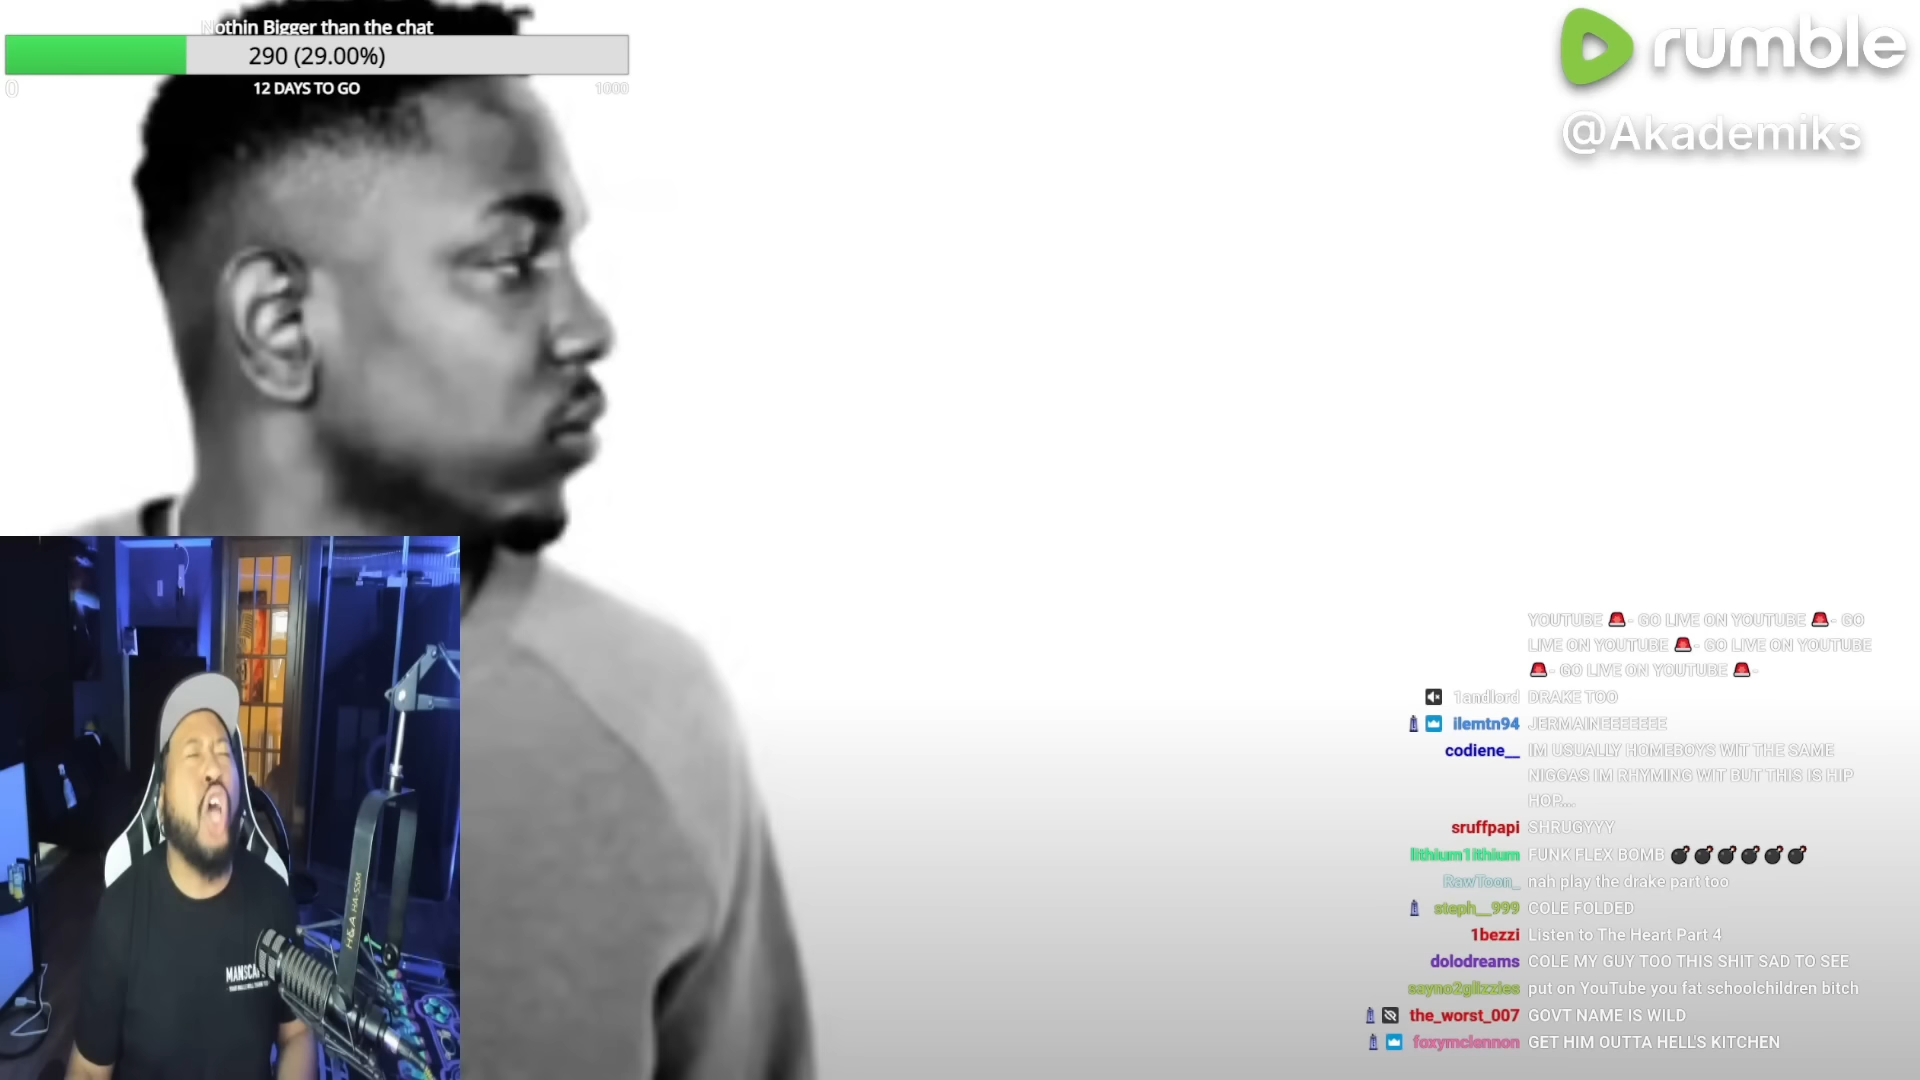 Nothin Bigger than the chat
290 (29.00%)
0
12 DAYS TO GO
1000
rumble
@Akademiks
H&A HA-SSM
MANSCA
YOUTUBE 🚨- GO LIVE ON YOUTUBE 🚨- GO
LIVE ON YOUTUBE 🚨- GO LIVE ON YOUTUBE
🚨- GO LIVE ON YOUTUBE 🚨-
1andlord DRAKE TOO
ilemtn94 JERMAINEEEEEEE
codiene__ IM USUALLY HOMEBOYS WIT THE SAME
NIGGAS IM RHYMING WIT BUT THIS IS HIP
HOP...
sruffpapi SHRUGYYY
lithium1lithium FUNK FLEX BOMB 💣 💣 💣 💣 💣 💣
RawToon_ nah play the drake part too
steph__999 COLE FOLDED
1bezzi Listen to The Heart Part 4
dolodreams COLE MY GUY TOO THIS SHIT SAD TO SEE
sayno2glizzies put on YouTube you fat schoolchildren bitch
the_worst_007 GOVT NAME IS WILD
foxymclennon GET HIM OUTTA HELL'S KITCHEN